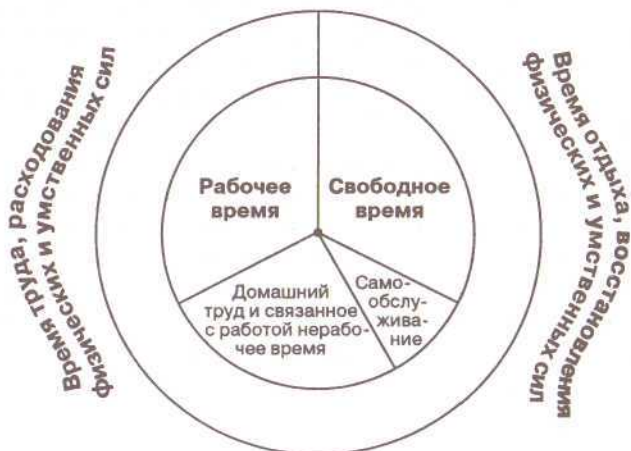 Время труда, расходования
физических и умственных сил
Рабочее
время
Свободное
время
Домашний
труд и связанное
с работой нерабо-
чее время
Само-
обслу-
жива-
ние
Время отдыха, восстановления
физических и умственных сил